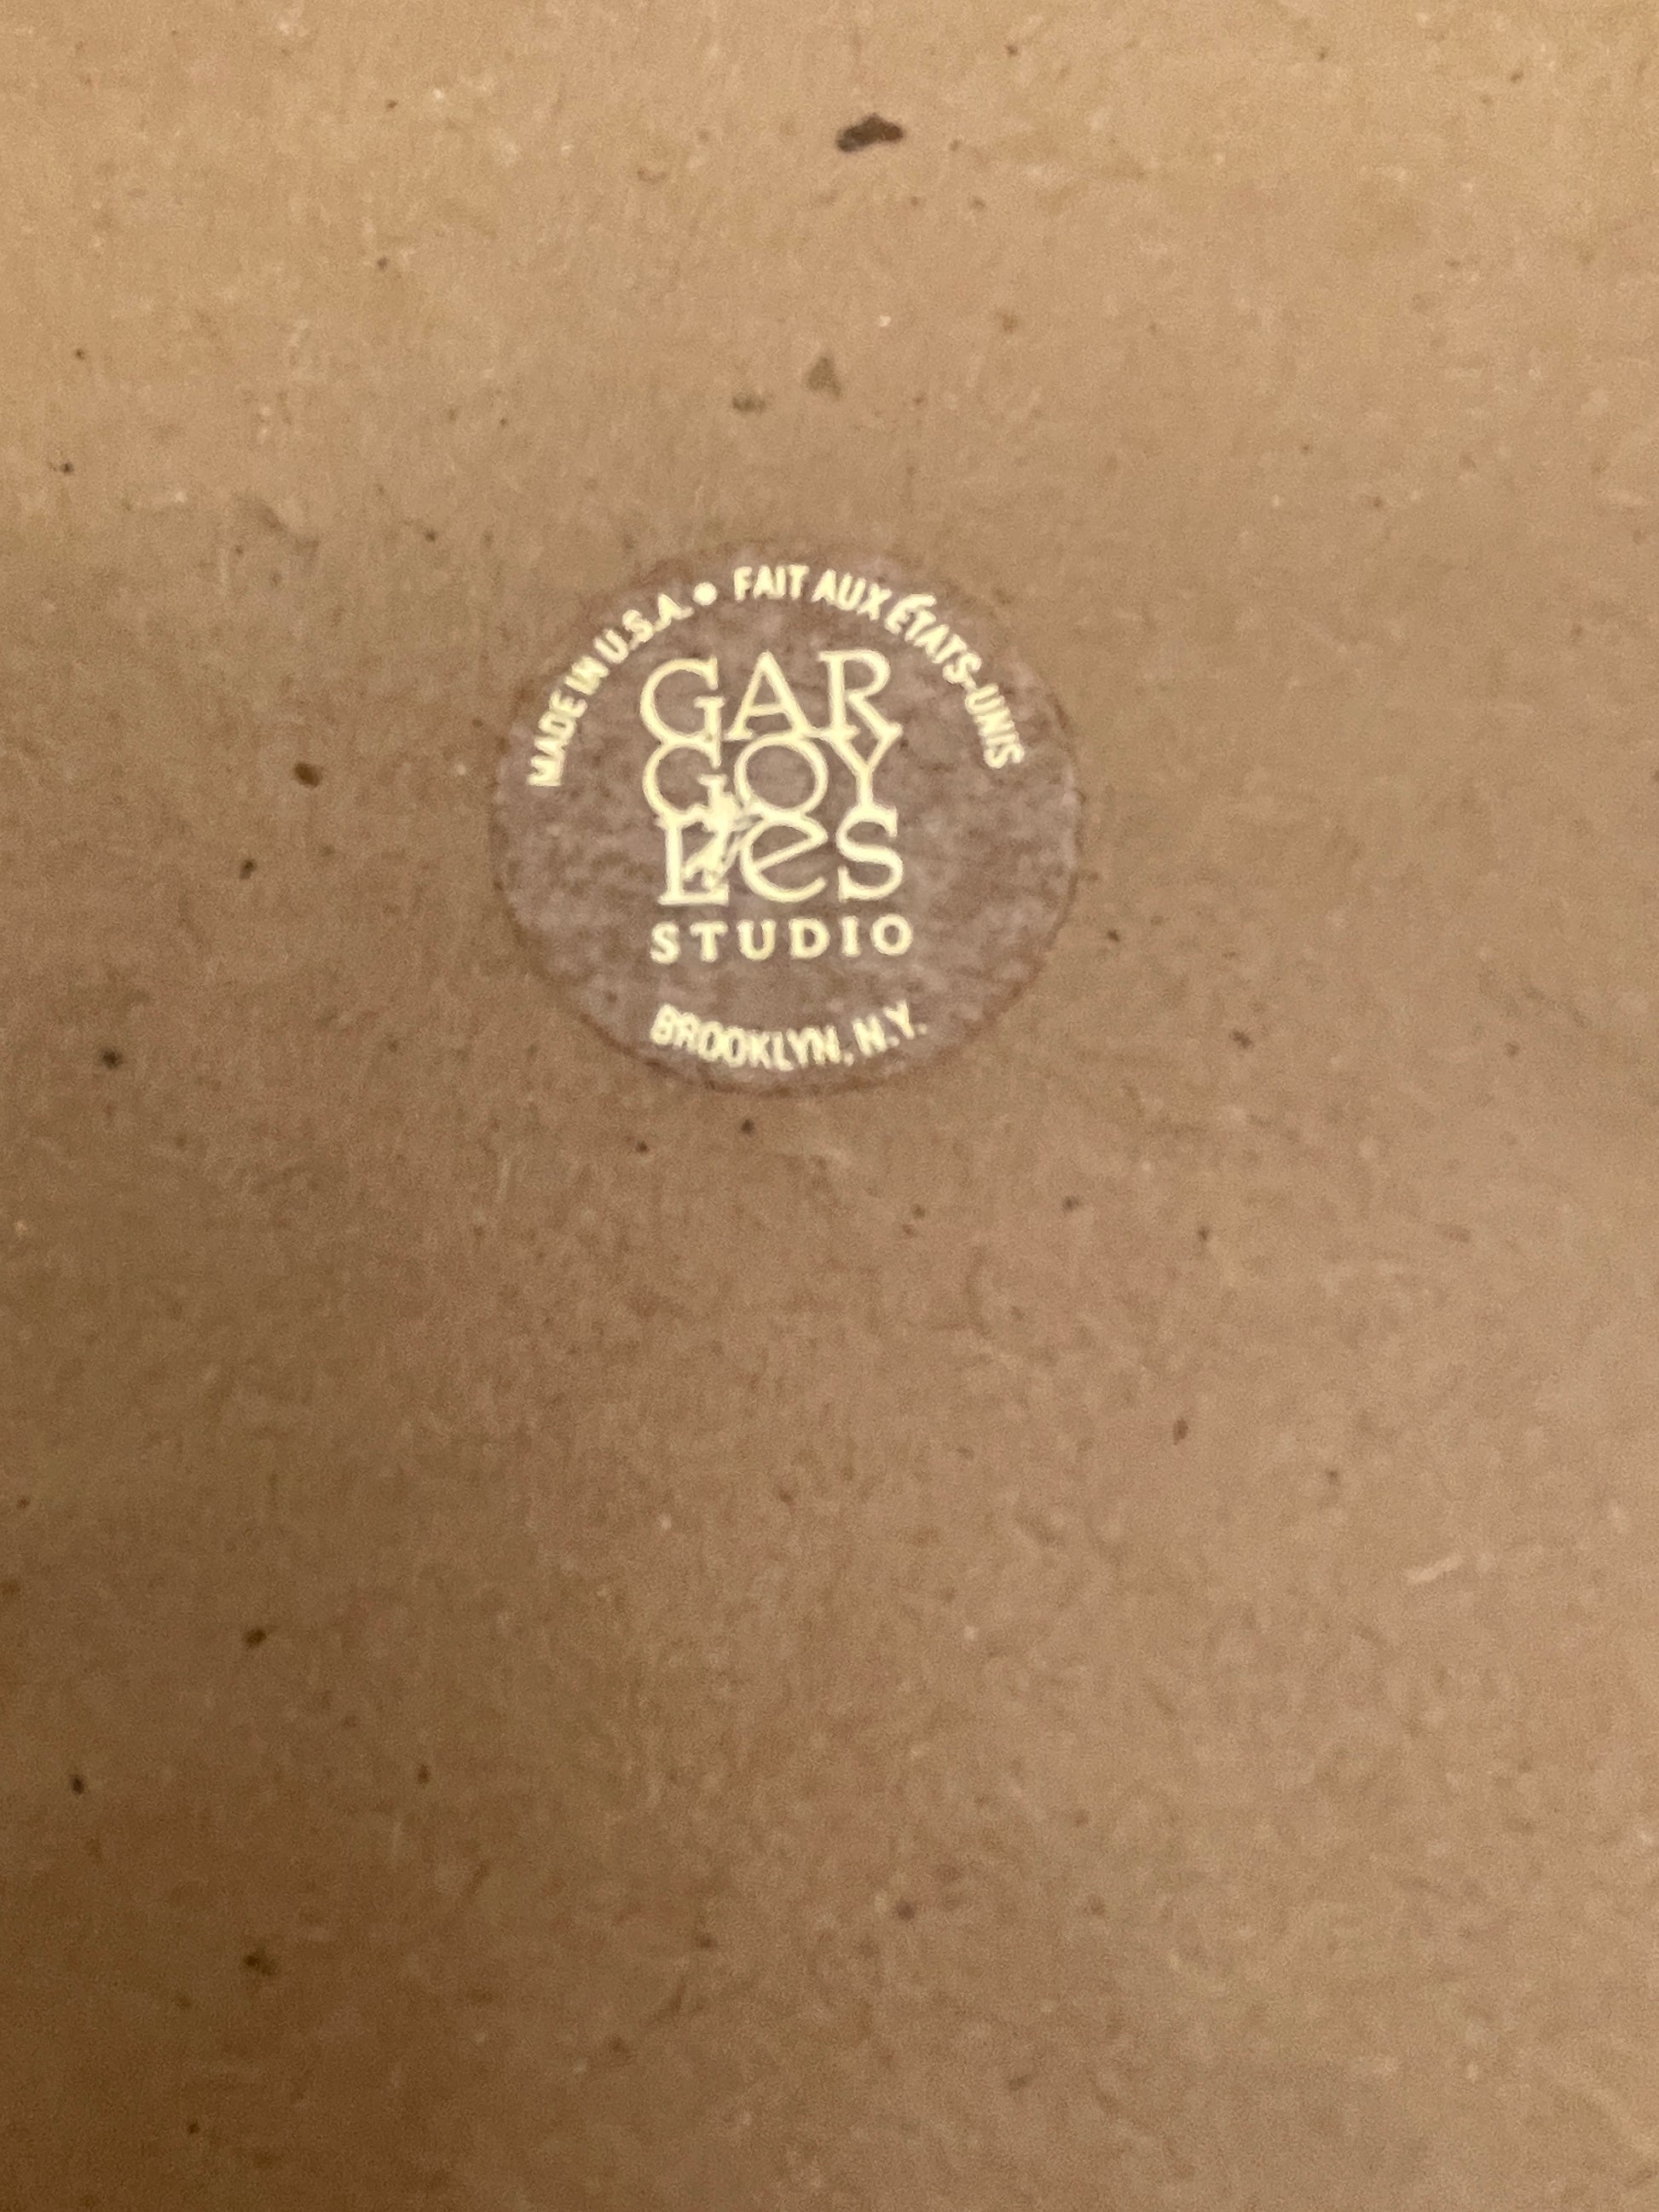 MADE IN U.S.A. • FAIT AUX ÉTATS-UNIS
GAR
GOY
LeS
STUDIO
BROOKLYN, N.Y.